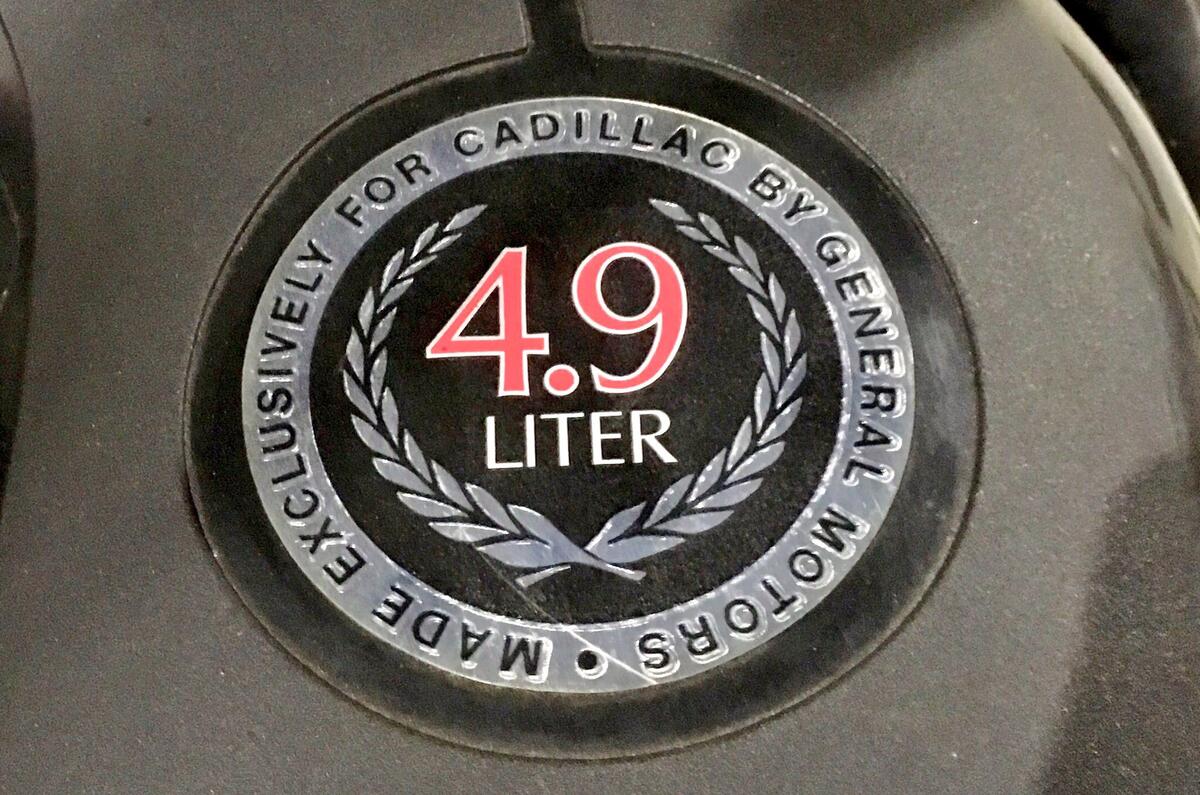 MADE EXCLUSIVELY FOR CADILLAC BY GENERAL MOTORS •
4.9
LITER